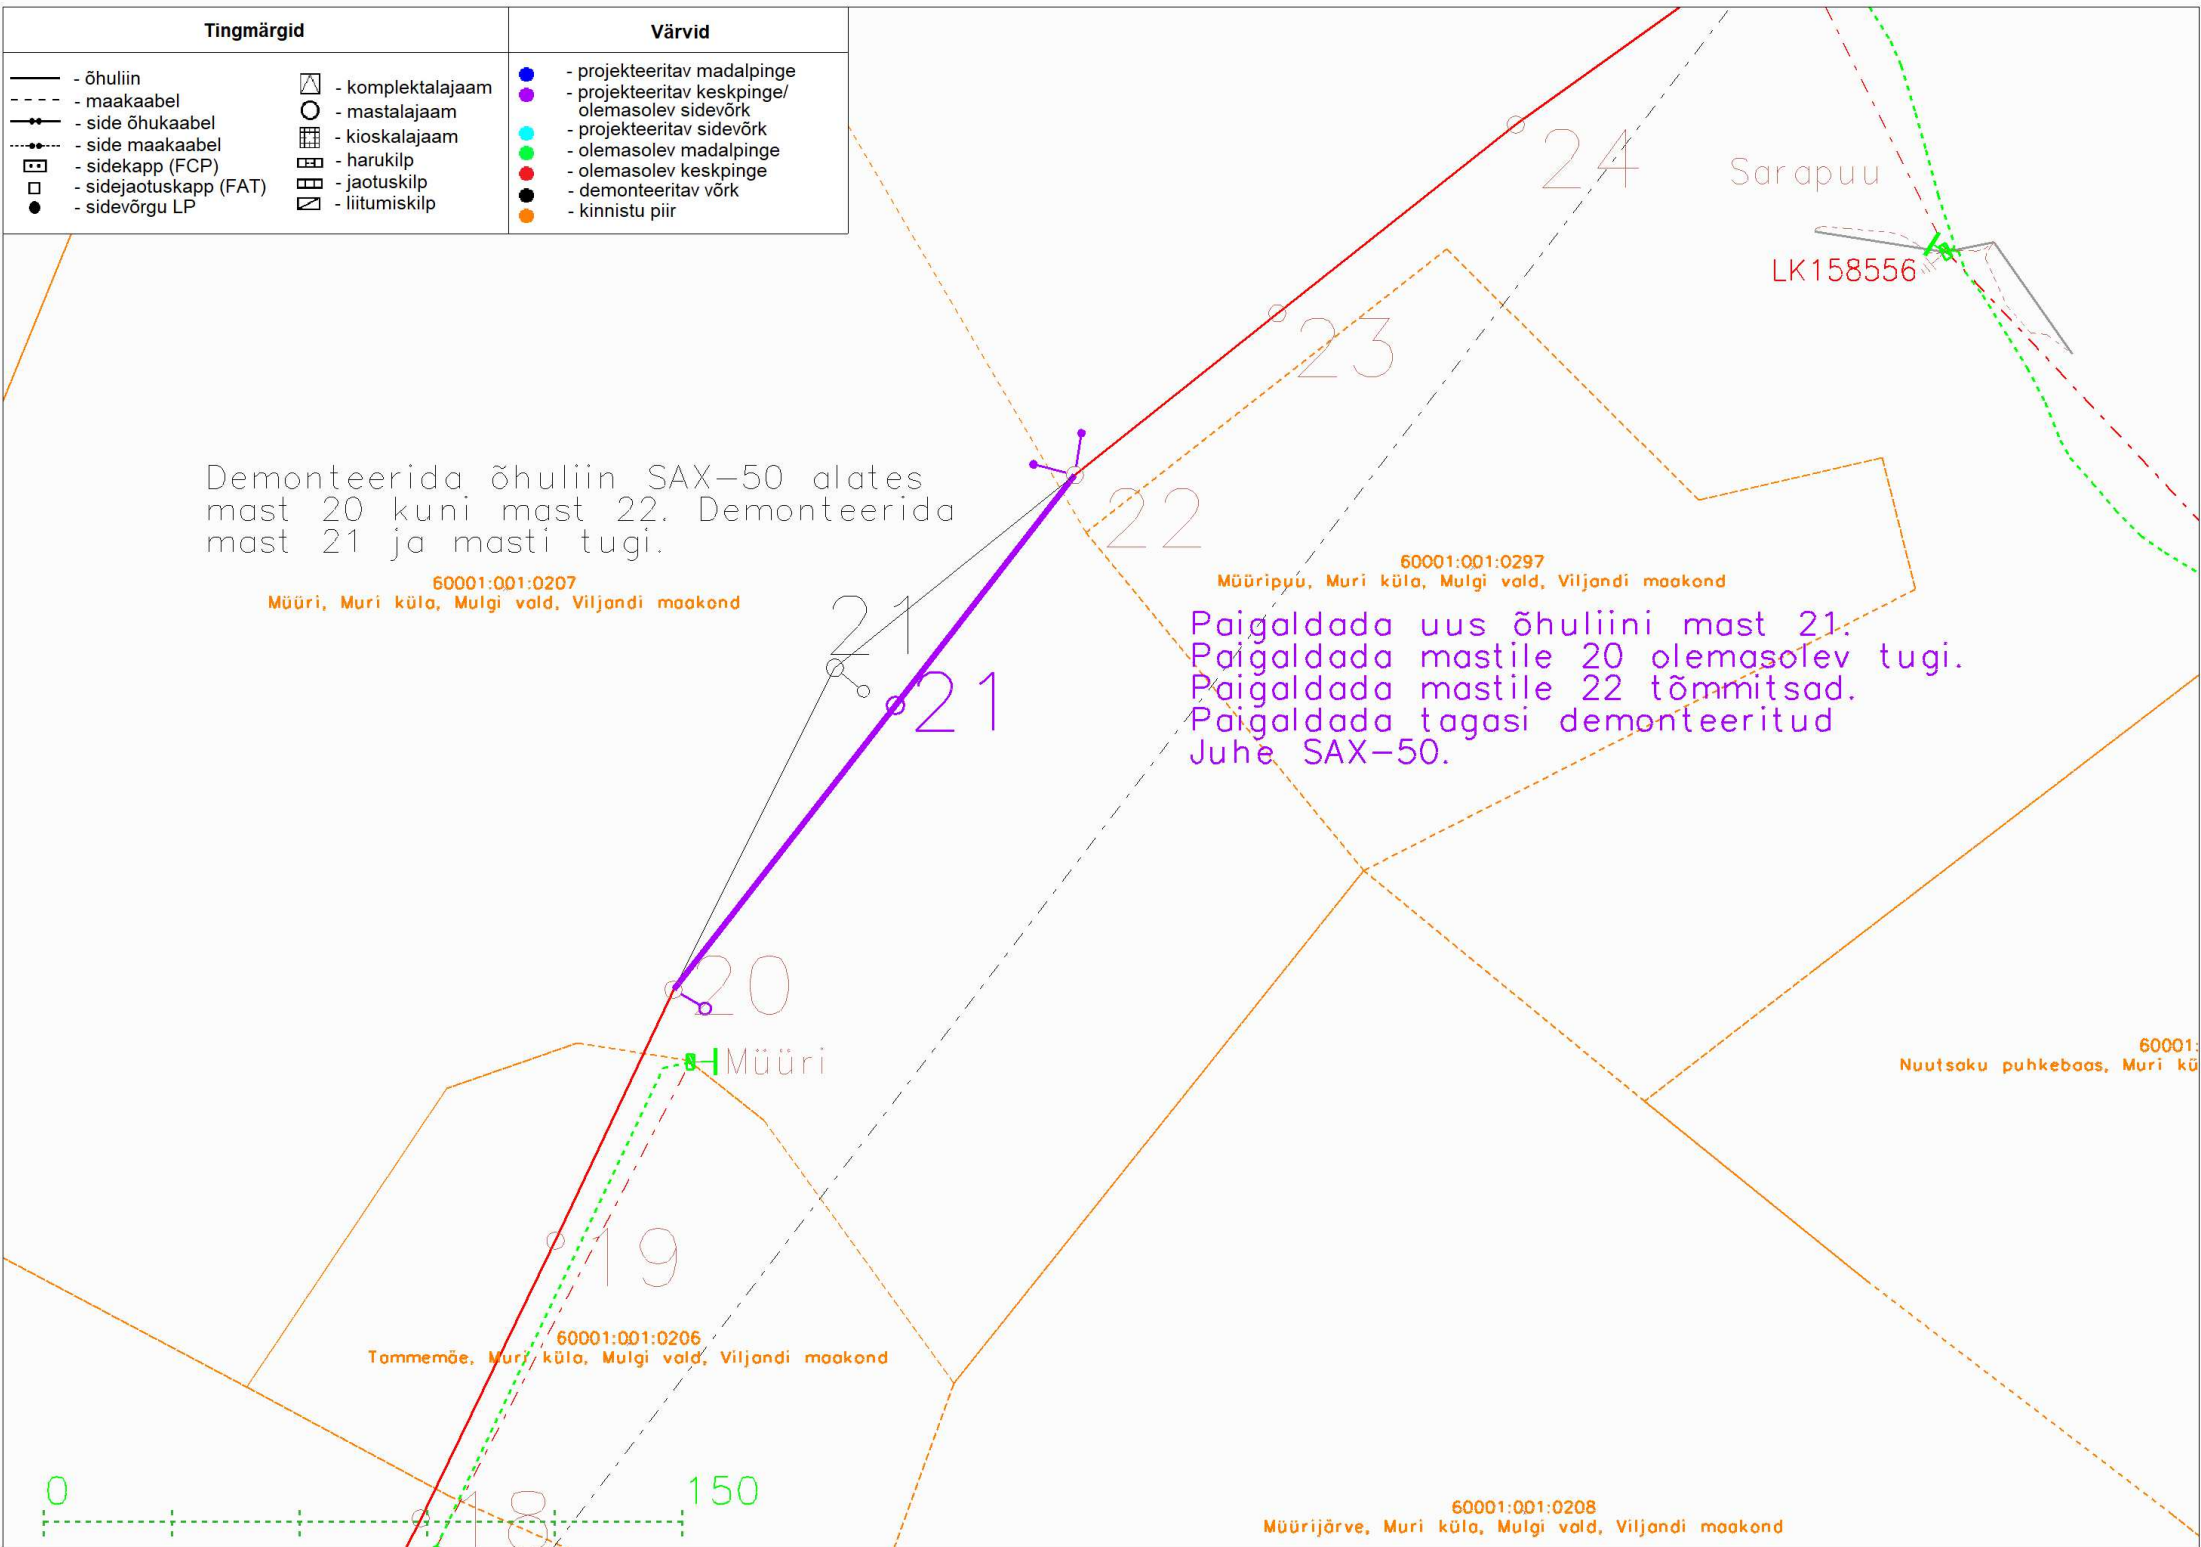 Tingmärgid
- õhuliin
- maakaabel
- side õhukaabel
- side maakaabel
- sidekapp (FCP)
- sidejaotuskapp (FAT)
- sidevõrgu LP
- komplektalajaam
- mastalajaam
- kioskalajaam
- harukilp
- jaotuskilp
- liitumiskilp
Värvid
- projekteeritav madalpinge
- projekteeritav keskpinge/
olemasolev sidevõrk
- projekteeritav sidevõrk
- olemasolev madalpinge
- olemasolev keskpinge
- demonteeritav võrk
- kinnistu piir
24
Sarapuu
LK158556
23
Demonteerida õhuliin SAX-50 alates
mast 20 kuni mast 22. Demonteerida
mast 21 ja masti tugi.
22
60001:001:0207
Müüri, Muri küla, Mulgi vald, Viljandi maakond
60001:001:0297
Müüripuu, Muri küla, Mulgi vald, Viljandi maakond
21
Paigaldada uus õhuliini mast 21.
Paigaldada mastile 20 olemasolev tugi.
Paigaldada mastile 22 tõmmitsad.
Paigaldada tagasi demonteeritud
Juhe SAX-50.
21
20
Müüri
60001:
Nuutsaku puhkebaas, Muri kü
19
60001:001:0206
Tammemäe, Muri küla, Mulgi vald, Viljandi maakond
0
150
18
60001:001:0208
Müürijärve, Muri küla, Mulgi vald, Viljandi maakond